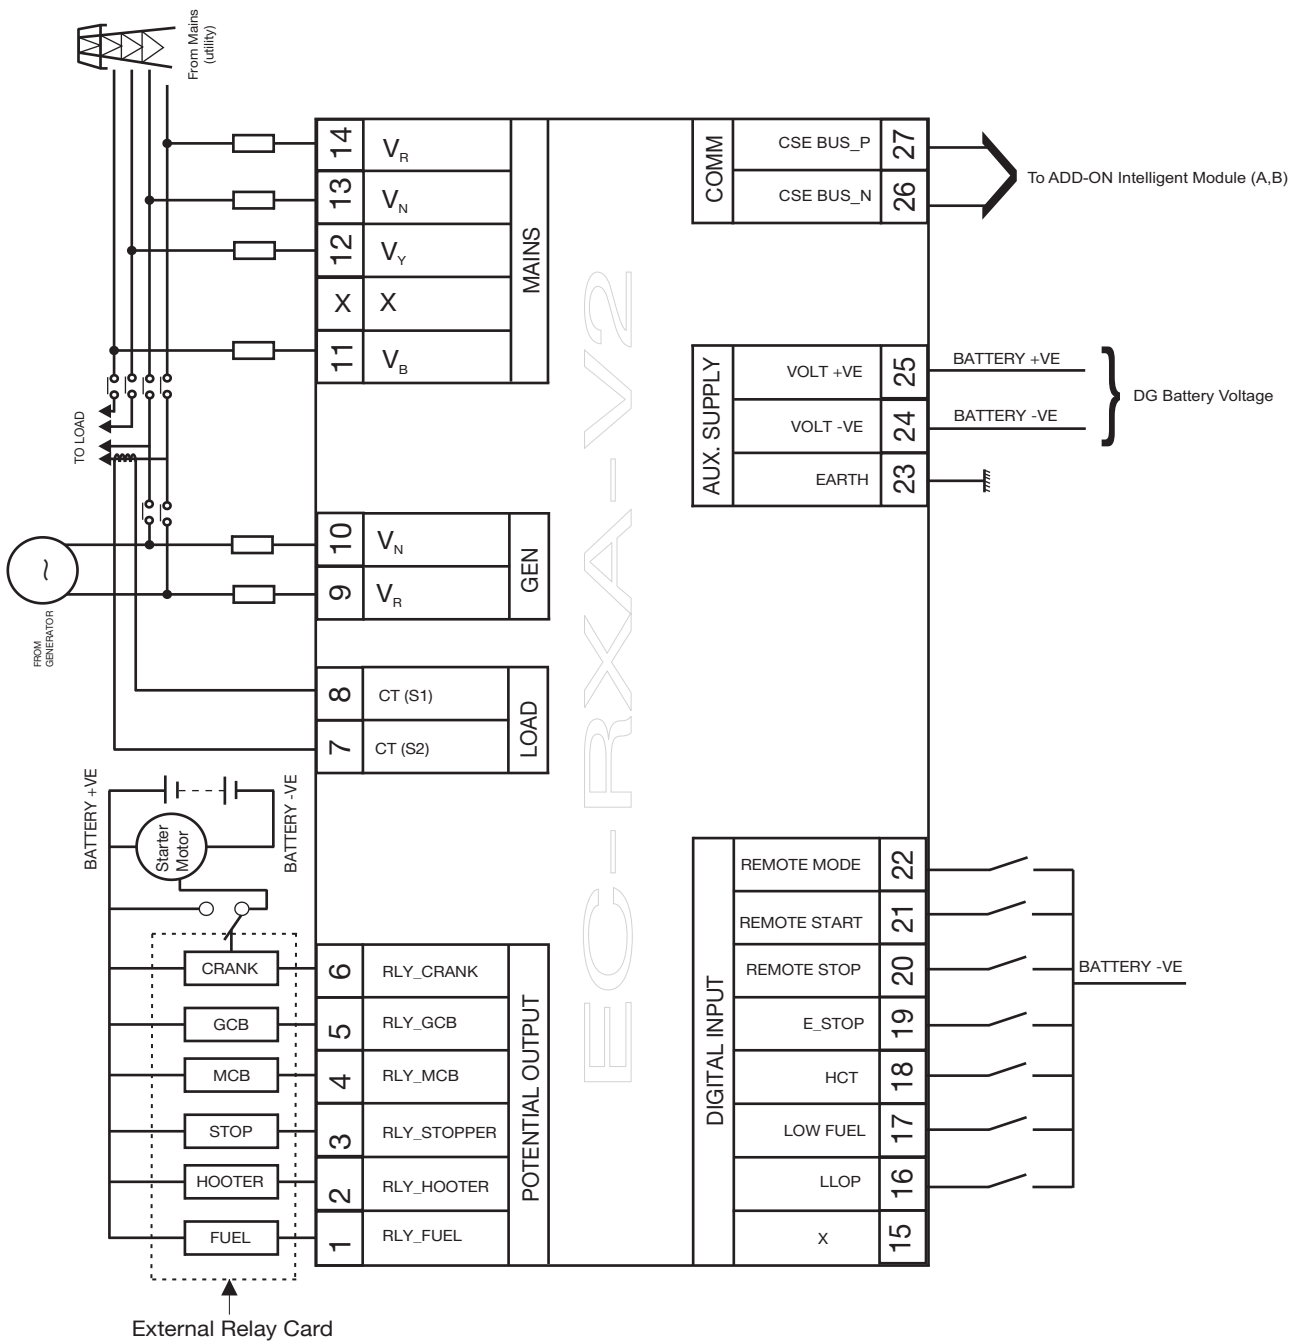 From Mains
(utility)
14
V_R
13
V_N
12
V_Y
X
X
11
V_B
MAINS
TO LOAD
10
V_N
9
V_R
GEN
~
FROM
GENERATOR
8
CT (S1)
7
CT (S2)
LOAD
BATTERY +VE
BATTERY -VE
Starter
Motor
CRANK
6
RLY_CRANK
GCB
5
RLY_GCB
MCB
4
RLY_MCB
STOP
3
RLY_STOPPER
HOOTER
2
RLY_HOOTER
FUEL
1
RLY_FUEL
POTENTIAL OUTPUT
External Relay Card
EC-RXA-V2
COMM
CSE BUS_P
27
CSE BUS_N
26
To ADD-ON Intelligent Module (A,B)
AUX. SUPPLY
VOLT +VE
25
BATTERY +VE
VOLT -VE
24
BATTERY -VE
EARTH
23
DG Battery Voltage
DIGITAL INPUT
REMOTE MODE
22
REMOTE START
21
REMOTE STOP
20
E_STOP
19
HCT
18
LOW FUEL
17
LLOP
16
X
15
BATTERY -VE